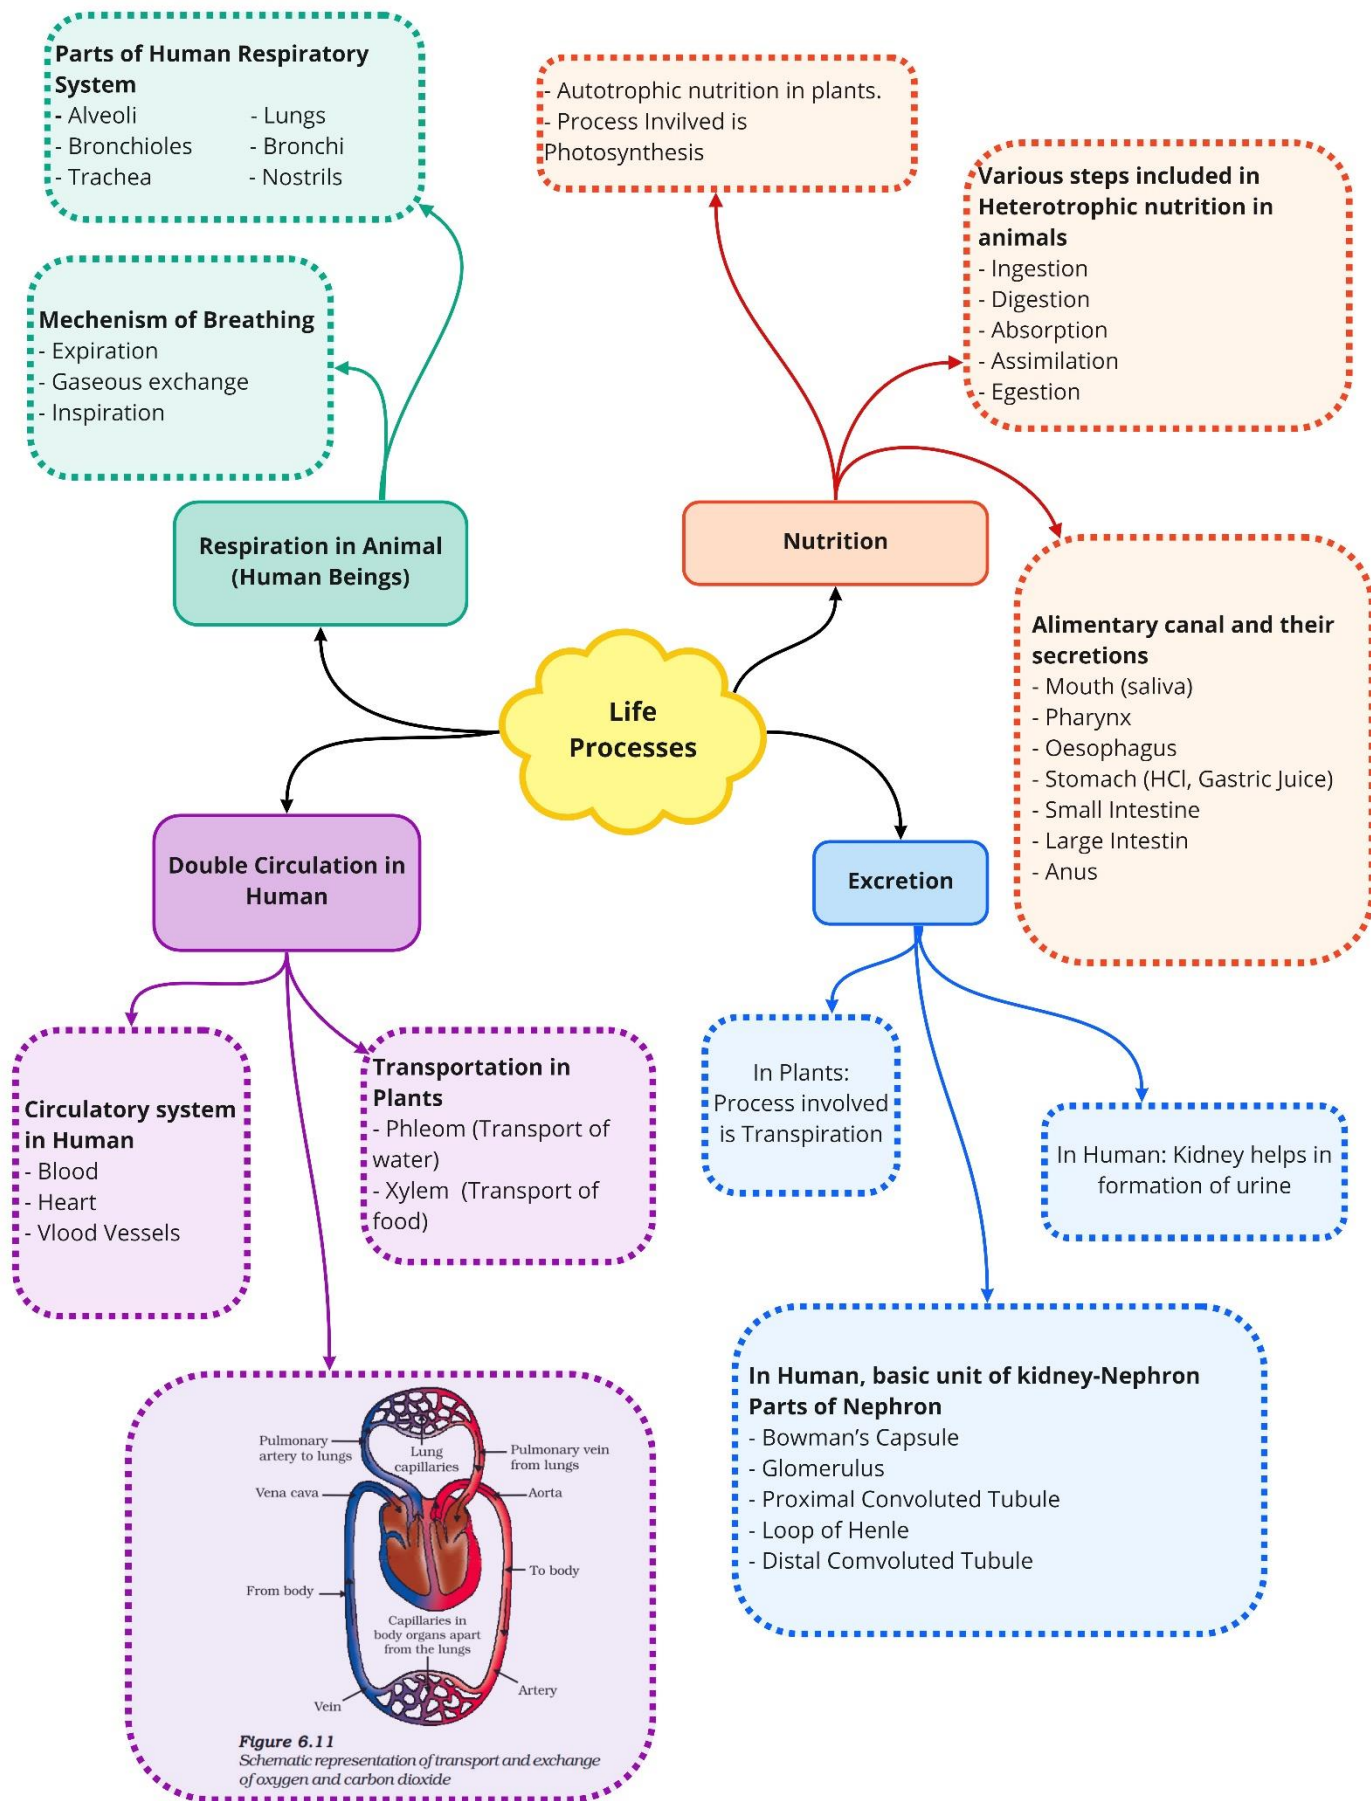 Parts of Human Respiratory
System
- Alveoli - Lungs
- Bronchioles - Bronchi
- Trachea - Nostrils
- Autotrophic nutrition in plants.
- Process Invilved is
Photosynthesis
Various steps included in
Heterotrophic nutrition in
animals
- Ingestion
- Digestion
- Absorption
- Assimilation
- Egestion
Mechenism of Breathing
- Expiration
- Gaseous exchange
- Inspiration
Respiration in Animal
(Human Beings)
Nutrition
Alimentary canal and their
secretions
- Mouth (saliva)
- Pharynx
- Oesophagus
- Stomach (HCl, Gastric Juice)
- Small Intestine
- Large Intestin
- Anus
Life
Processes
Double Circulation in
Human
Excretion
Circulatory system
in Human
- Blood
- Heart
- Vlood Vessels
Transportation in
Plants
- Phleom (Transport of
water)
- Xylem  (Transport of
food)
In Plants:
Process involved
is Transpiration
In Human: Kidney helps in
formation of urine
In Human, basic unit of kidney-Nephron
Parts of Nephron
- Bowman's Capsule
- Glomerulus
- Proximal Convoluted Tubule
- Loop of Henle
- Distal Comvoluted Tubule
Pulmonary
artery to lungs
Lung
capillaries
Pulmonary vein
from lungs
Vena cava
Aorta
To body
From body
Capillaries in
body organs apart
from the lungs
Vein
Artery
Figure 6.11
Schematic representation of transport and exchange
of oxygen and carbon dioxide